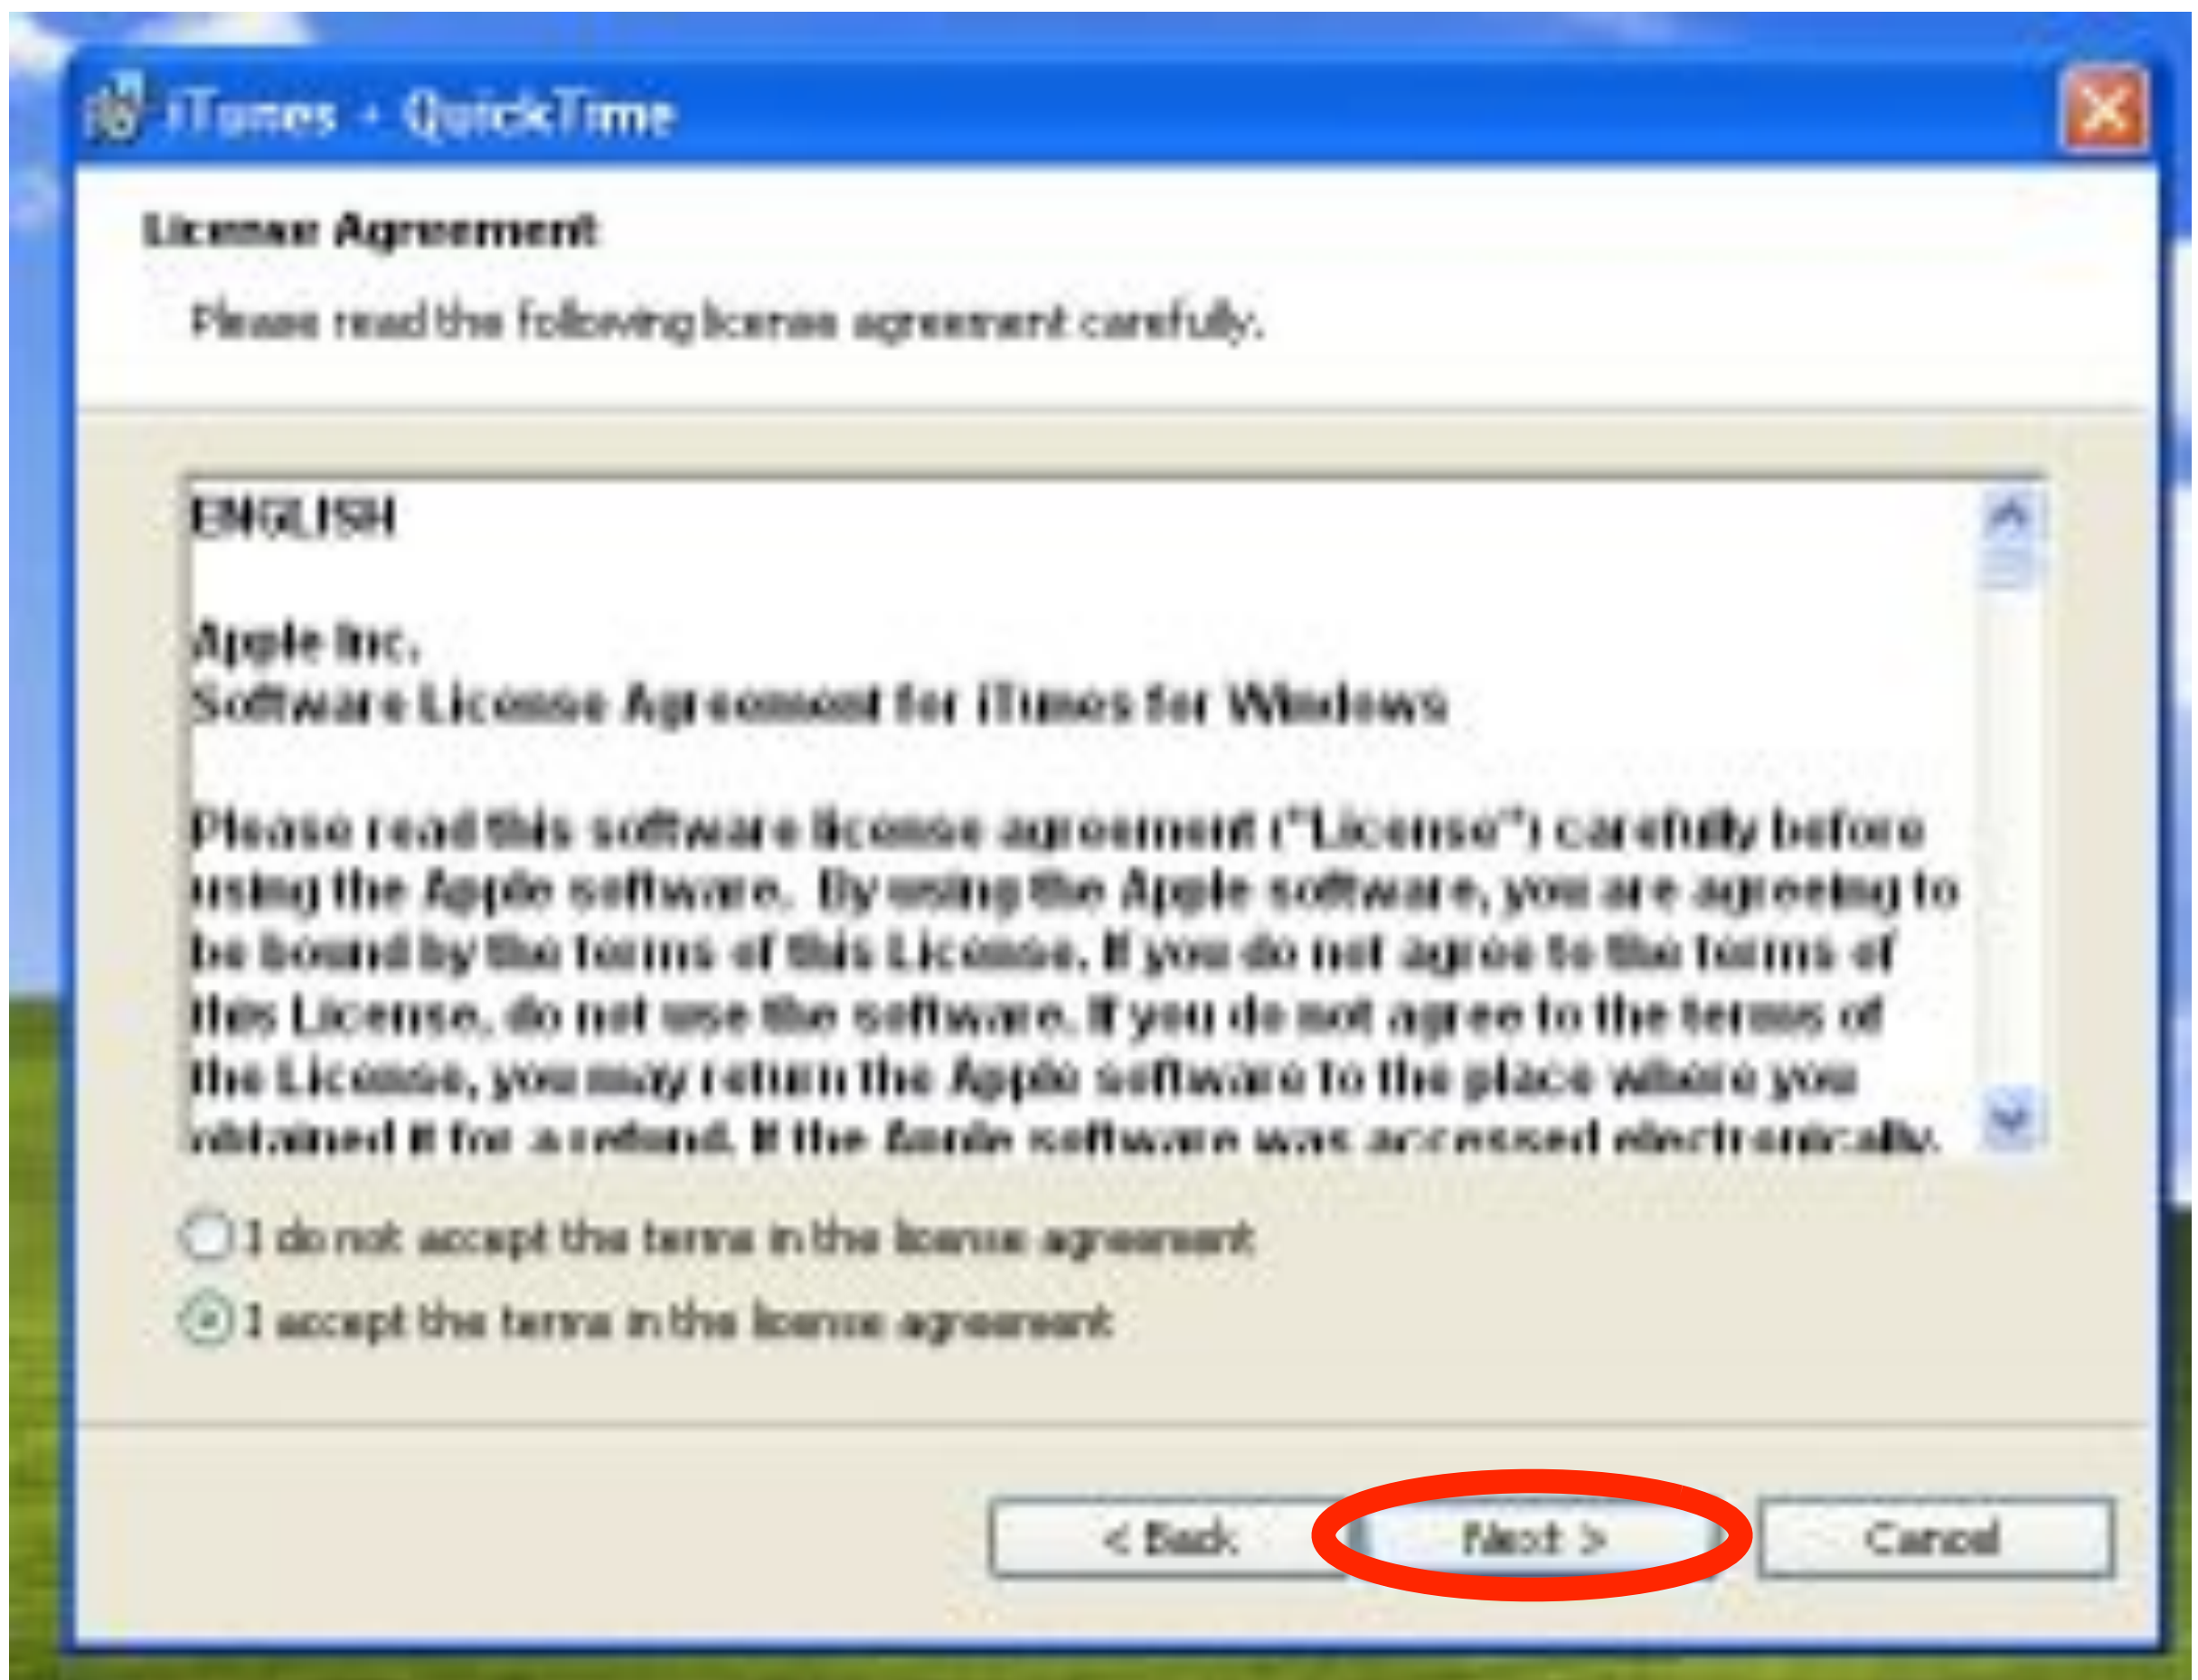 iTunes + QuickTime
License Agreement
Please read the following license agreement carefully.
ENGLISH
Apple Inc.
Software License Agreement for iTunes for Windows
Please read this software license agreement ("License") carefully before
using the Apple software.  By using the Apple software, you are agreeing to
be bound by the terms of this License. If you do not agree to the terms of
this License, do not use the software. If you do not agree to the terms of
the License, you may return the Apple software to the place where you
obtained it for a refund. If the Apple software was accessed electronically,
I do not accept the terms in the license agreement
I accept the terms in the license agreement
< Back
Next >
Cancel